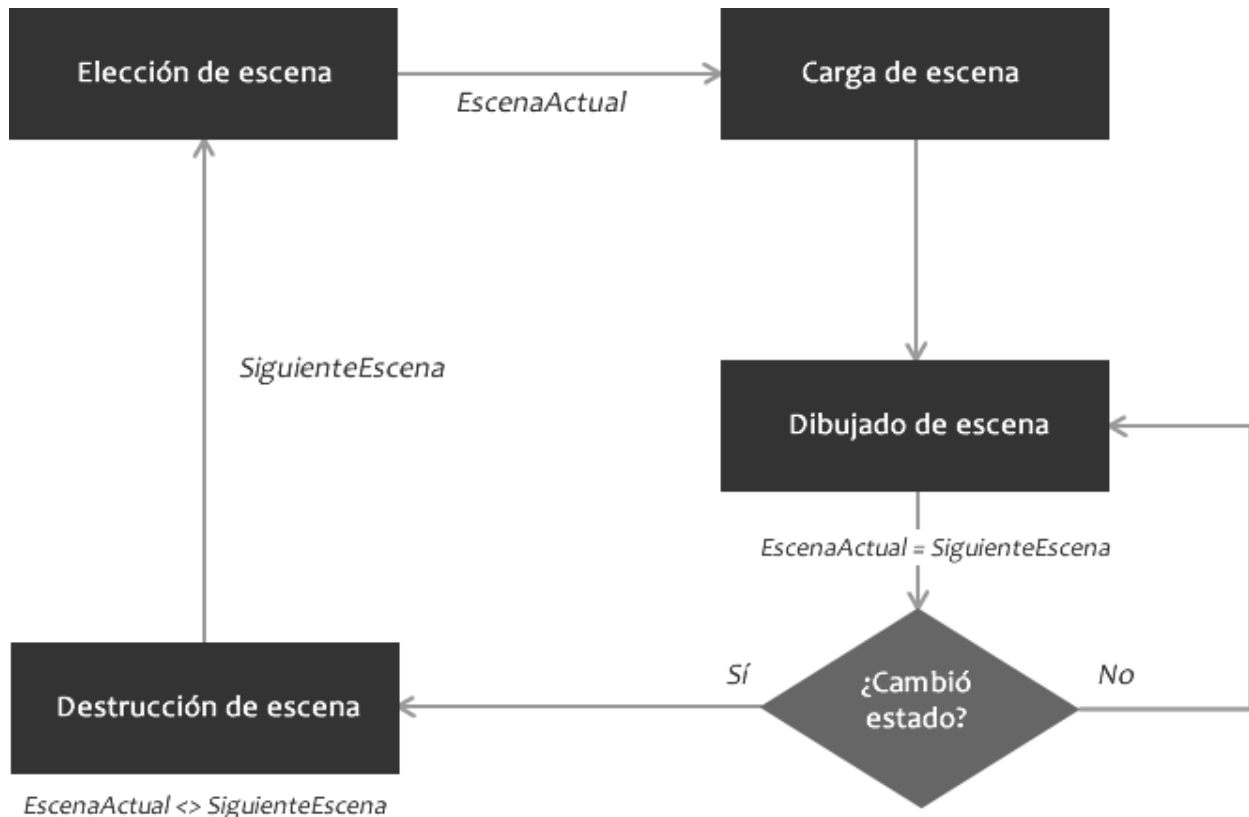 Elección de escena
EscenaActual
Carga de escena
SiguienteEscena
Dibujado de escena
EscenaActual = SiguienteEscena
¿Cambió
estado?
Sí
No
Destrucción de escena
EscenaActual <> SiguienteEscena